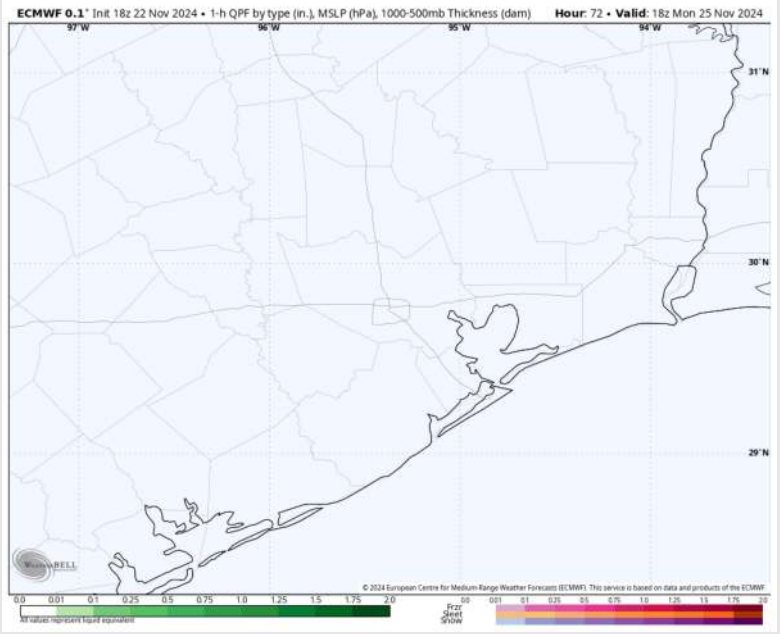 ECMWF 0.1° Init 18z 22 Nov 2024 • 1-h QPF by type (in.), MSLP (hPa), 1000-500mb Thickness (dam) Hour: 72 • Valid: 18z Mon 25 Nov 2024
97°W 96°W 95°W 94°W
31°N
30°N
29°N
WeatherBELL
© 2024 European Centre for Medium-Range Weather Forecasts (ECMWF). This service is based on data and products of the ECMWF
0.0 0.01 0.1 0.25 0.5 0.75 1.0 1.25 1.5 1.75 2.0 0.0 0.01 0.1 0.25 0.5 0.75 1.0 1.25 1.5 1.75 2.0
Frzr
Sleet
Snow
All values represent liquid equivalent